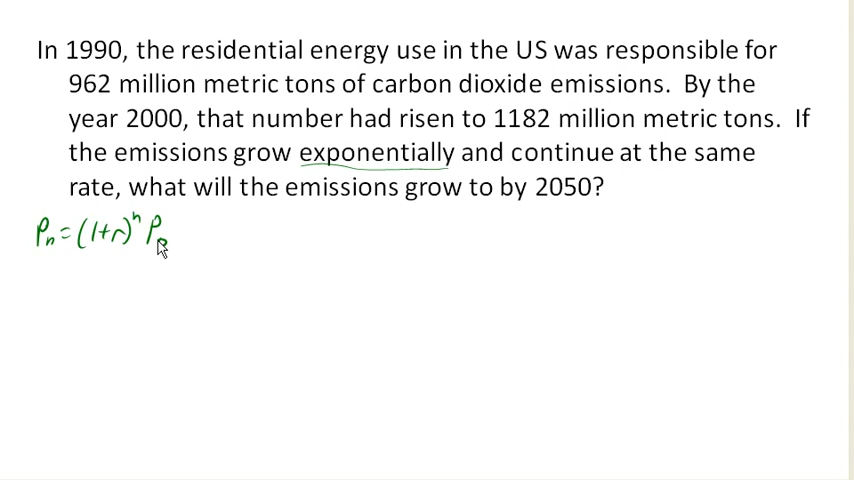 In 1990, the residential energy use in the US was responsible for
962 million metric tons of carbon dioxide emissions.  By the
year 2000, that number had risen to 1182 million metric tons.  If
the emissions grow exponentially and continue at the same
rate, what will the emissions grow to by 2050?
Pₙ = (1+r)ⁿ P₀